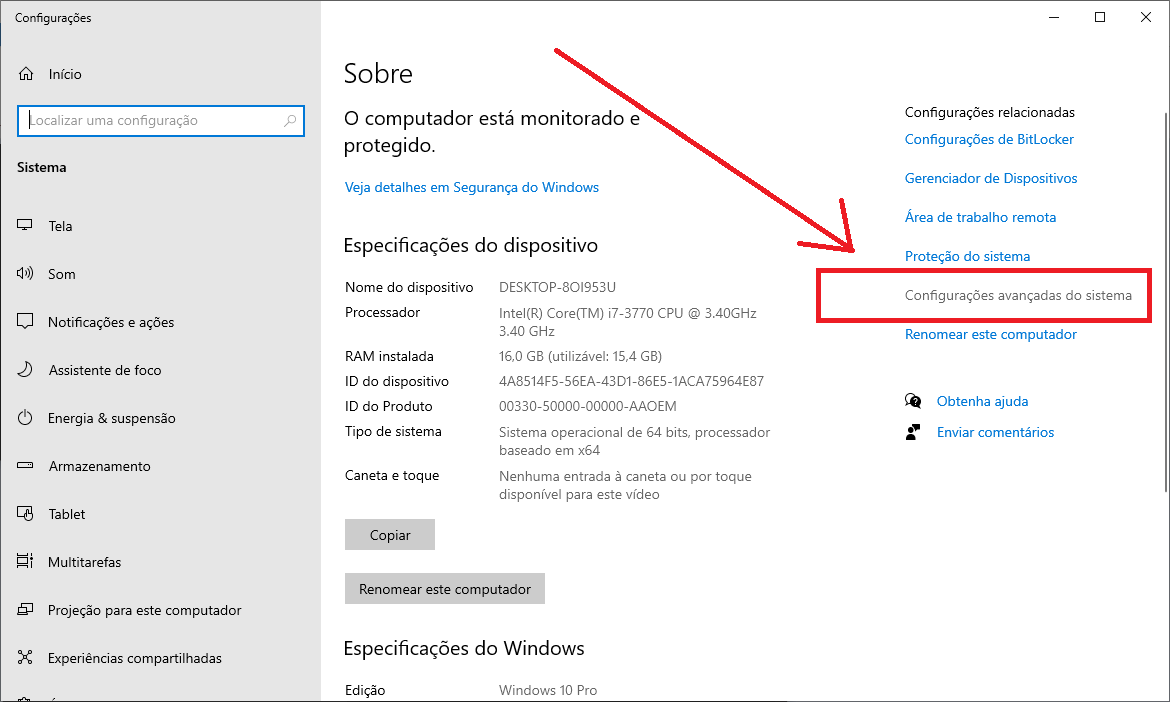 Configurações
Início
Localizar uma configuração
Sistema
Tela
Som
Notificações e ações
Assistente de foco
Energia & suspensão
Armazenamento
Tablet
Multitarefas
Projeção para este computador
Experiências compartilhadas
Sobre
O computador está monitorado e
protegido.
Veja detalhes em Segurança do Windows
Especificações do dispositivo
Nome do dispositivo DESKTOP-8OI953U
Processador Intel(R) Core(TM) i7-3770 CPU @ 3.40GHz
3.40 GHz
RAM instalada 16,0 GB (utilizável: 15,4 GB)
ID do dispositivo 4A8514F5-56EA-43D1-86E5-1ACA75964E87
ID do Produto 00330-50000-00000-AAOEM
Tipo de sistema Sistema operacional de 64 bits, processador
baseado em x64
Caneta e toque Nenhuma entrada à caneta ou por toque
disponível para este vídeo
Copiar
Renomear este computador
Especificações do Windows
Edição Windows 10 Pro
Configurações relacionadas
Configurações de BitLocker
Gerenciador de Dispositivos
Área de trabalho remota
Proteção do sistema
Configurações avançadas do sistema
Renomear este computador
Obtenha ajuda
Enviar comentários